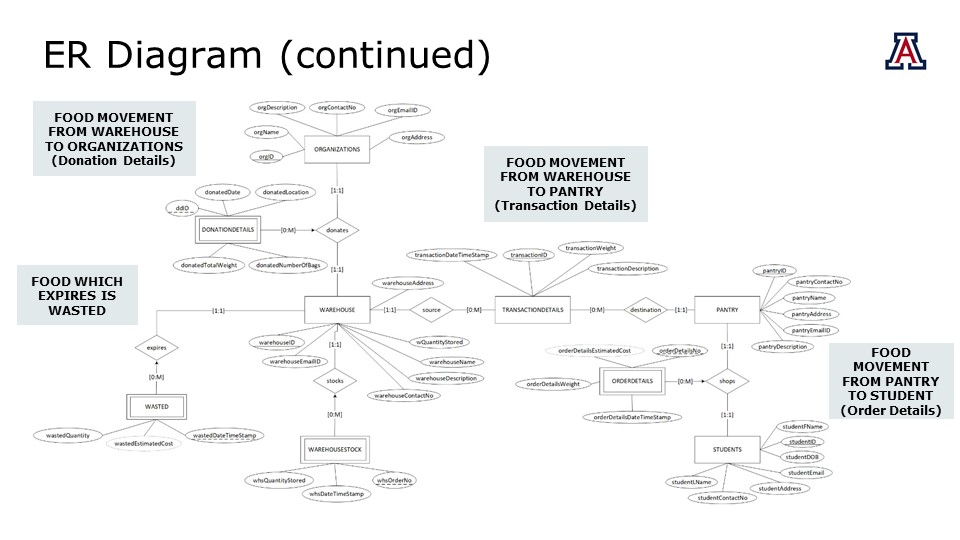 ER Diagram (continued)
A
FOOD MOVEMENT
FROM WAREHOUSE
TO ORGANIZATIONS
(Donation Details)
orgDescription
orgContactNo
orgEmailID
orgName
orgAddress
orgID
ORGANIZATIONS
[1:1]
FOOD MOVEMENT
FROM WAREHOUSE
TO PANTRY
(Transaction Details)
donatedDate
donatedLocation
ddID
DONATIONDETAILS
[0:M]
donates
donatedTotalWeight
donatedNumberOfBags
[1:1]
FOOD WHICH
EXPIRES IS
WASTED
transactionDateTimeStamp
transactionID
transactionWeight
transactionDescription
warehouseAddress
[1:1]
WAREHOUSE
[1:1]
source
[0:M]
TRANSACTIONDETAILS
[0:M]
destination
[1:1]
PANTRY
pantryID
pantryContactNo
pantryName
pantryAddress
pantryEmailID
pantryDescription
warehouseID
warehouseEmailID
[1:1]
wQuantityStored
warehouseName
warehouseDescription
warehouseContactNo
expires
[0:M]
WASTED
wastedQuantity
wastedEstimatedCost
wastedDateTimeStamp
stocks
[0:M]
WAREHOUSESTOCK
whsQuantityStored
whsDateTimeStamp
whsOrderNo
orderDetailsEstimatedCost
orderDetailsNo
orderDetailsWeight
ORDERDETAILS
[0:M]
shops
orderDetailsDateTimeStamp
[1:1]
[1:1]
FOOD
MOVEMENT
FROM PANTRY
TO STUDENT
(Order Details)
STUDENTS
studentFName
studentID
studentDOB
studentEmail
studentAddress
studentLName
studentContactNo